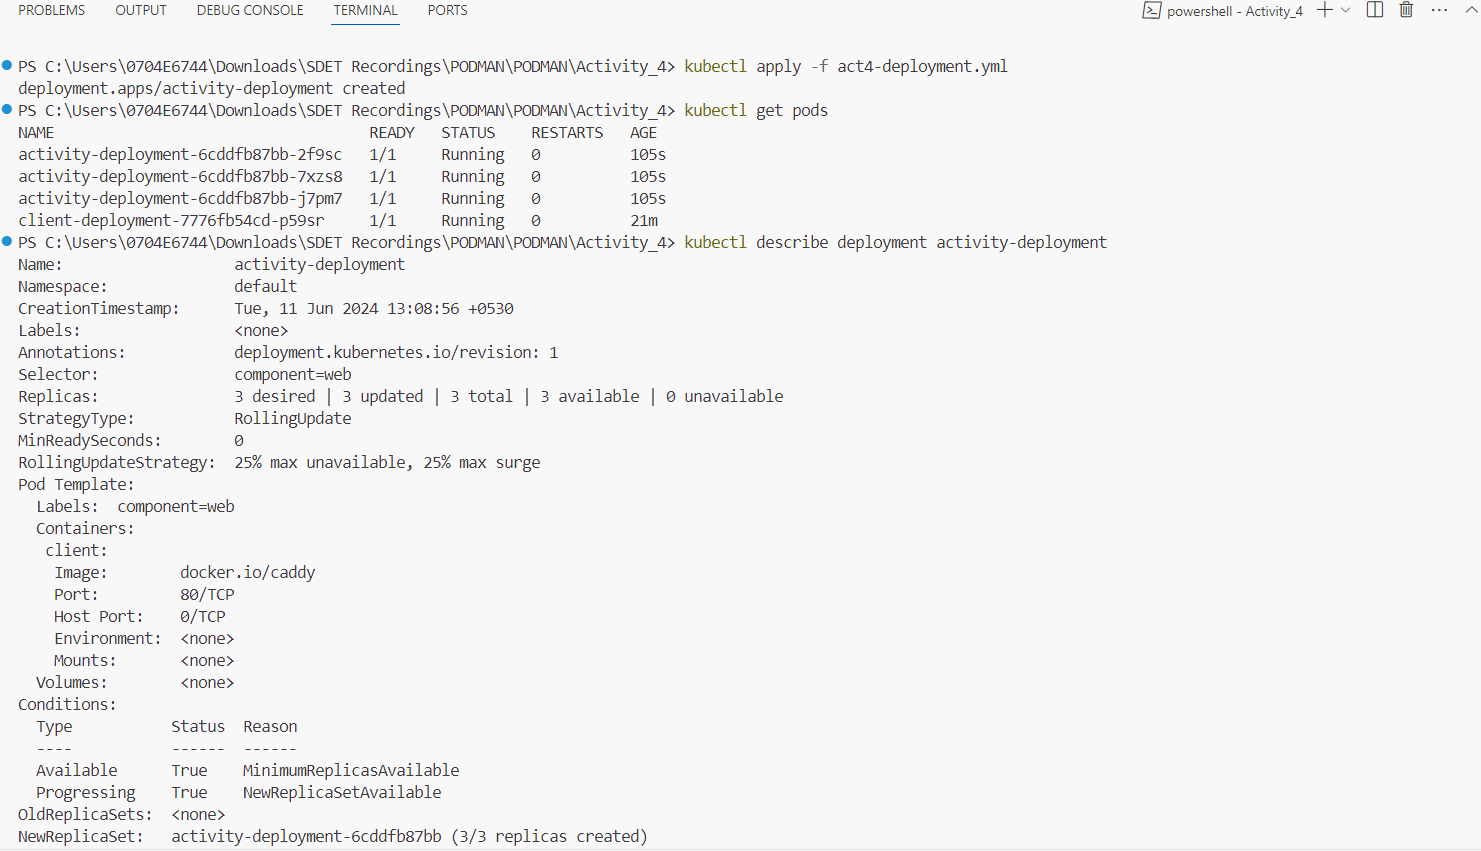 PROBLEMS OUTPUT DEBUG CONSOLE TERMINAL PORTS powershell - Activity_4
PS C:\Users\0704E6744\Downloads\SDET Recordings\PODMAN\PODMAN\Activity_4> kubectl apply -f act4-deployment.yml
deployment.apps/activity-deployment created
PS C:\Users\0704E6744\Downloads\SDET Recordings\PODMAN\PODMAN\Activity_4> kubectl get pods
NAME READY STATUS RESTARTS AGE
activity-deployment-6cddfb87bb-2f9sc 1/1 Running 0 105s
activity-deployment-6cddfb87bb-7xzs8 1/1 Running 0 105s
activity-deployment-6cddfb87bb-j7pm7 1/1 Running 0 105s
client-deployment-7776fb54cd-p59sr 1/1 Running 0 21m
PS C:\Users\0704E6744\Downloads\SDET Recordings\PODMAN\PODMAN\Activity_4> kubectl describe deployment activity-deployment
Name: activity-deployment
Namespace: default
CreationTimestamp: Tue, 11 Jun 2024 13:08:56 +0530
Labels: <none>
Annotations: deployment.kubernetes.io/revision: 1
Selector: component=web
Replicas: 3 desired | 3 updated | 3 total | 3 available | 0 unavailable
StrategyType: RollingUpdate
MinReadySeconds: 0
RollingUpdateStrategy: 25% max unavailable, 25% max surge
Pod Template:
Labels: component=web
Containers:
client:
Image: docker.io/caddy
Port: 80/TCP
Host Port: 0/TCP
Environment: <none>
Mounts: <none>
Volumes: <none>
Conditions:
Type Status Reason
---- ------ ------
Available True MinimumReplicasAvailable
Progressing True NewReplicaSetAvailable
OldReplicaSets: <none>
NewReplicaSet: activity-deployment-6cddfb87bb (3/3 replicas created)